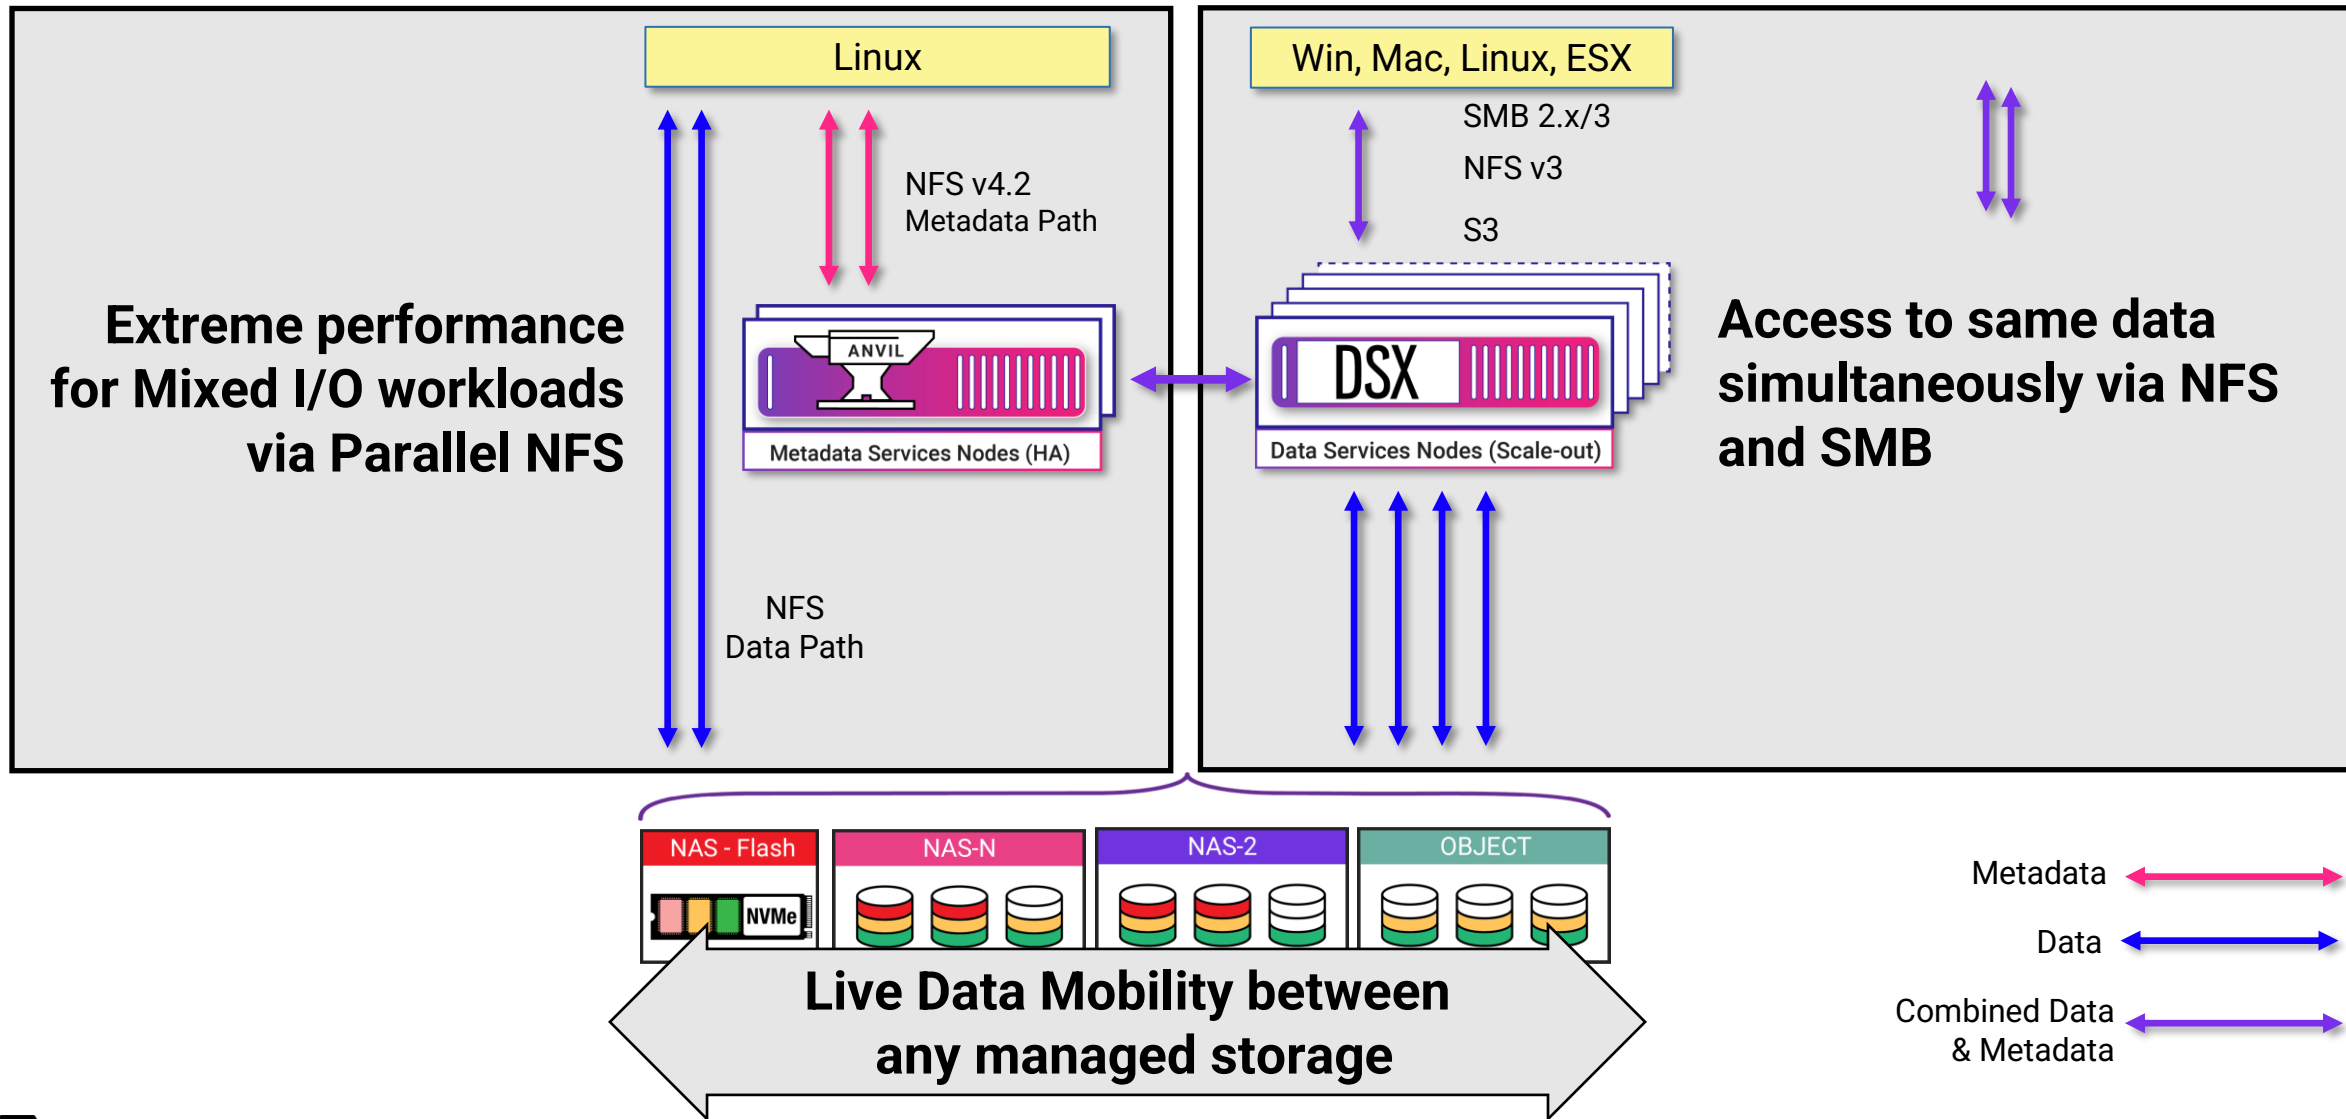 Linux
NFS v4.2
Metadata Path
Extreme performance
for Mixed I/O workloads
via Parallel NFS
ANVIL
Metadata Services Nodes (HA)
NFS
Data Path
Win, Mac, Linux, ESX
SMB 2.x/3
NFS v3
S3
DSX
Data Services Nodes (Scale-out)
Access to same data
simultaneously via NFS
and SMB
NAS - Flash
NVMe
NAS-N
NAS-2
OBJECT
Live Data Mobility between
any managed storage
Metadata
Data
Combined Data
& Metadata